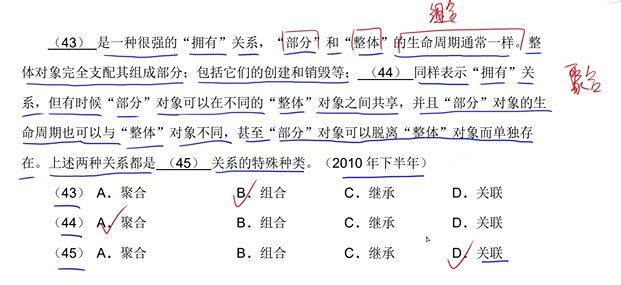 组合
（43） 是一种很强的“拥有”关系，“部分”和“整体”的生命周期通常一样。整
聚合
体对象完全支配其组成部分；包括它们的创建和销毁等；（44） 同样表示“拥有”关
系，但有时候“部分”对象可以在不同的“整体”对象之间共享，并且“部分”对象的生
命周期也可以与“整体”对象不同，甚至“部分对象可以脱离“整体”对象而单独存
在。上述两种关系都是 （45） 关系的特殊种类。（2010 年下半年）
（43） A．聚合 B．组合 C．继承 D．关联
（44） A．聚合 B．组合 C．继承 D．关联
（45） A．聚合 B．组合 C．继承 D．关联